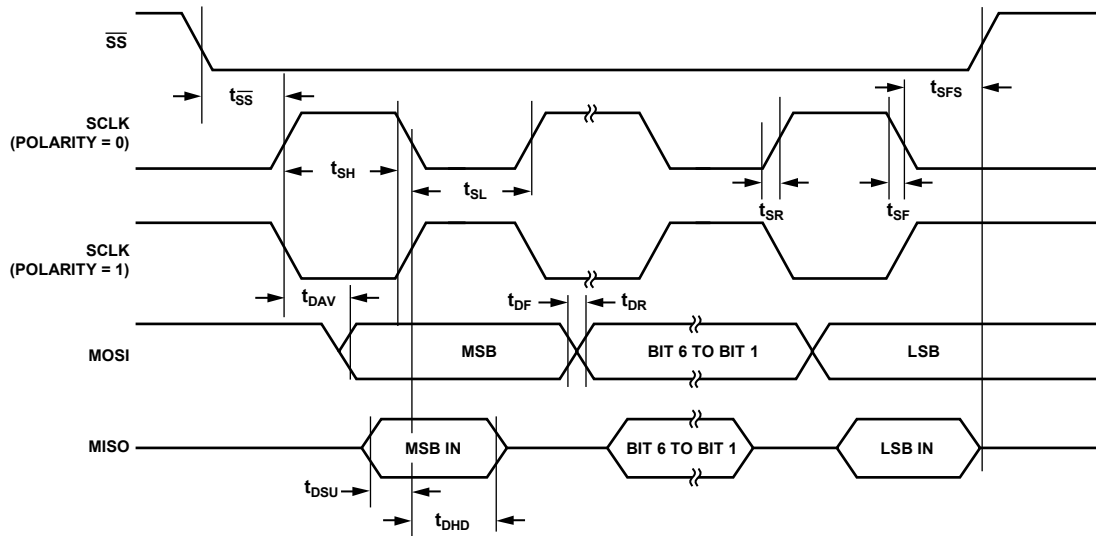 SS
tSS
tSFS
SCLK
(POLARITY = 0)
tSH
tSL
tSR
tSF
SCLK
(POLARITY = 1)
tDAV
tDF
tDR
MOSI
MSB
BIT 6 TO BIT 1
LSB
MISO
MSB IN
BIT 6 TO BIT 1
LSB IN
tDSU
tDHD